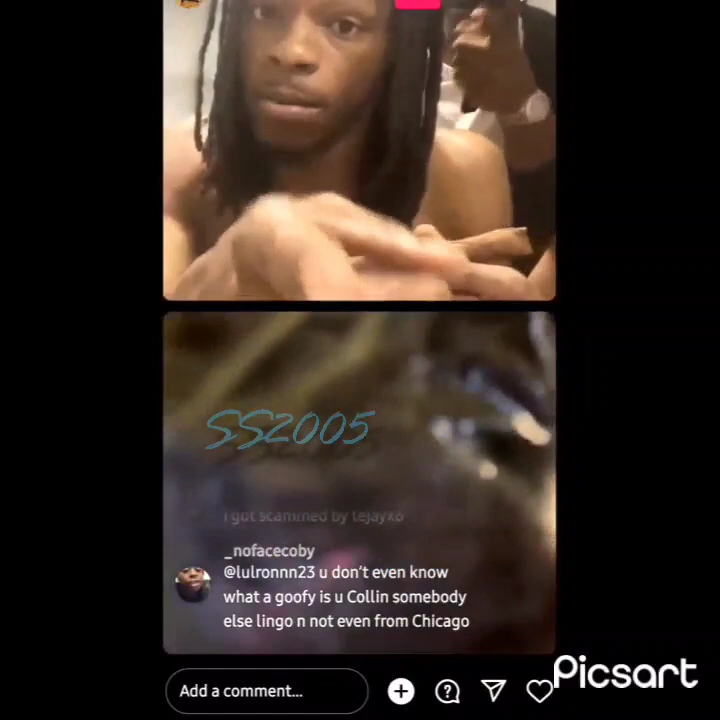 SS2005
i got scammed by tejayx6
_nofacecoby
@lulronnn23 u don't even know
what a goofy is u Collin somebody
else lingo n not even from Chicago
Add a comment...
Picsart